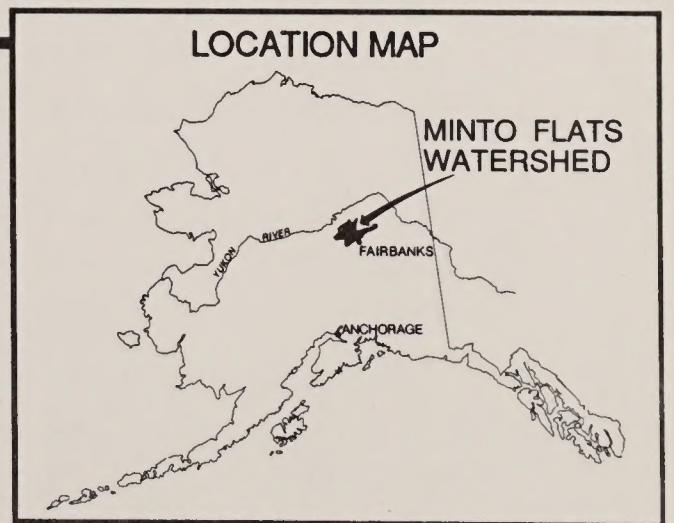 LOCATION MAP
MINTO FLATS
WATERSHED
YUKON RIVER
FAIRBANKS
ANCHORAGE